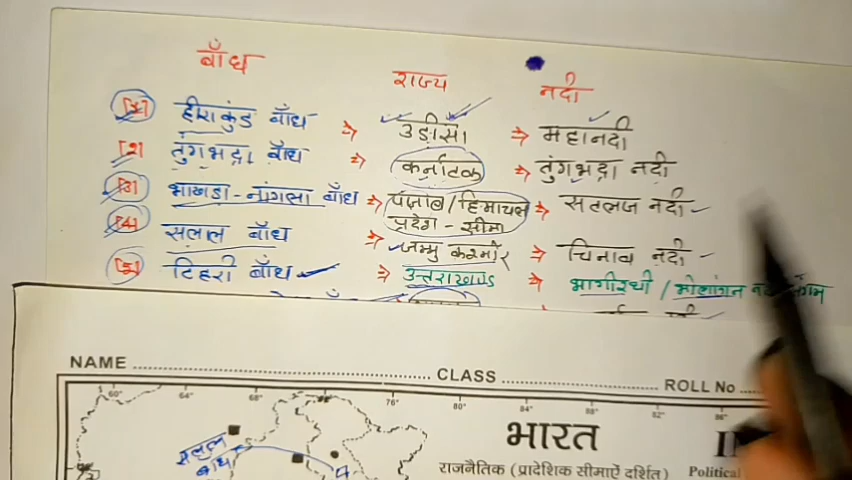 बाँध राज्य नदी
[1] हीराकुंड बाँध → उड़ीसा ⇒ महानदी
[2] तुंगभद्रा बाँध ⇒ कर्नाटक ⇒ तुंगभद्रा नदी
[3] भाखडा-नांगला बाँध ⇒ पंजाब/हिमाचल ⇒ सतलज नदी
प्रदेश-सीमा
[4] सलाल बाँध ⇒ जम्मु कश्मीर ⇒ चिनाव नदी
[5] टिहरी बाँध ⇒ उत्तराखण्ड ⇒ भागीरथी / भीलांगन
NAME CLASS ROLL No
60° 64° 68° 76° 80° 84° 88° 92° 96°
सलाल
बाँध
भारत
राजनैतिक (प्रादेशिक सीमाऐं दर्शित) Political